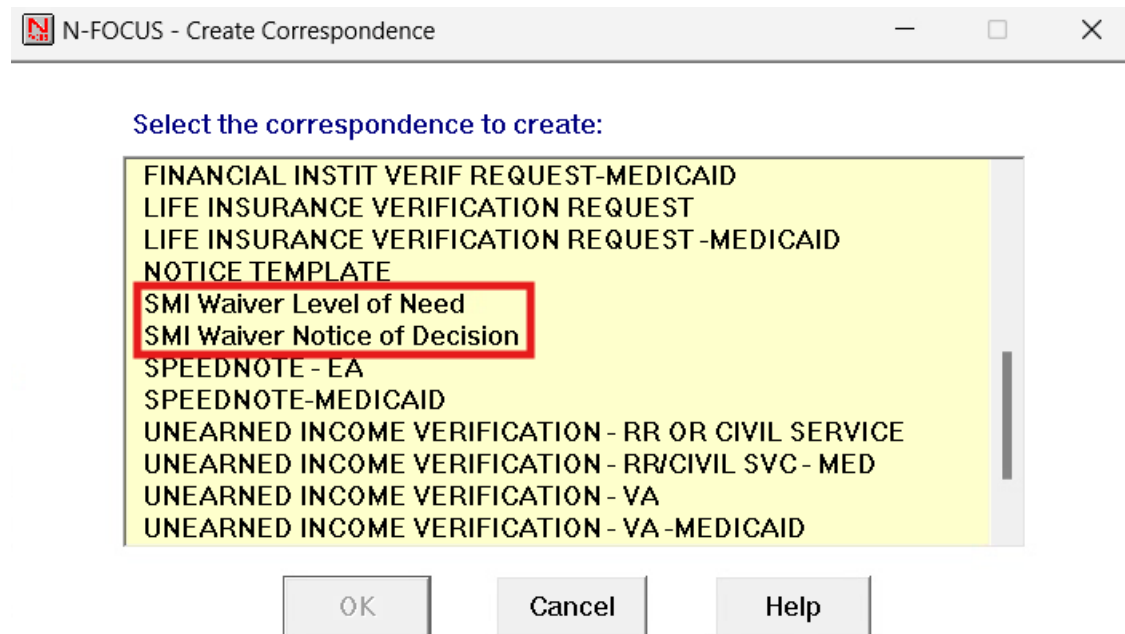 N-FOCUS - Create Correspondence
Select the correspondence to create:
FINANCIAL INSTIT VERIF REQUEST-MEDICAID
LIFE INSURANCE VERIFICATION REQUEST
LIFE INSURANCE VERIFICATION REQUEST -MEDICAID
NOTICE TEMPLATE
SMI Waiver Level of Need
SMI Waiver Notice of Decision
SPEEDNOTE - EA
SPEEDNOTE-MEDICAID
UNEARNED INCOME VERIFICATION - RR OR CIVIL SERVICE
UNEARNED INCOME VERIFICATION - RR/CIVIL SVC - MED
UNEARNED INCOME VERIFICATION - VA
UNEARNED INCOME VERIFICATION - VA -MEDICAID
OK Cancel Help